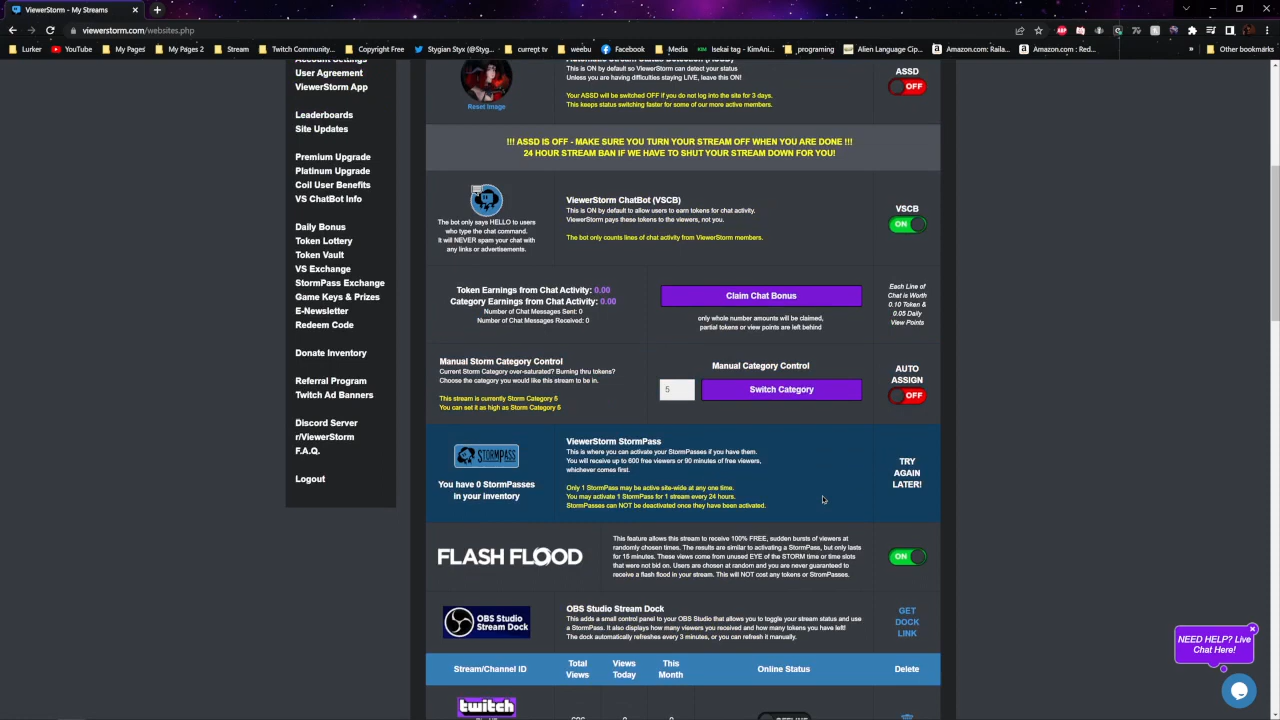 ViewerStorm - My Streams
viewerstorm.com/websites.php
Lurker
YouTube
My Pages
2 Pages
Stream
Twitch Community...
Copyright Free
Stygian Styx (@Styg...
currept tv
weebu
Facebook
Media
Isekai tag - KimAni...
programing
Alien Language Cip...
Amazon.com: Raila...
Amazon.com : Red...
Other bookmarks
Account Settings
User Agreement
ViewerStorm App
Leaderboards
Site Updates
Premium Upgrade
Platinum Upgrade
Coil User Benefits
VS ChatBot Info
Daily Bonus
Token Lottery
Token Vault
VS Exchange
StormPass Exchange
Game Keys & Prizes
E-Newsletter
Redeem Code
Donate Inventory
Referral Program
Twitch Ad Banners
Discord Server
r/ViewerStorm
F.A.Q.
Logout
Reset Image
This is ON by default so ViewerStorm can detect your status
Unless you are having difficulties staying LIVE, leave this ON!
Your ASSD will be switched OFF if you do not log into the site for 3 days.
This keeps status switching faster for some of our more active members.
ASSD
OFF
!!! ASSD IS OFF - MAKE SURE YOU TURN YOUR STREAM OFF WHEN YOU ARE DONE !!!
24 HOUR STREAM BAN IF WE HAVE TO SHUT YOUR STREAM DOWN FOR YOU!
The bot only says HELLO to users
who type the chat command.
It will NEVER spam your chat with
any links or advertisements.
ViewerStorm ChatBot (VSCB)
This is ON by default to allow users to earn tokens for chat activity.
ViewerStorm pays these tokens to the viewers, not you.
The bot only counts lines of chat activity from ViewerStorm members.
VSCB
ON
Token Earnings from Chat Activity: 0.00
Category Earnings from Chat Activity: 0.00
Number of Chat Messages Sent: 0
Number of Chat Messages Received: 0
Claim Chat Bonus
only whole number amounts will be claimed,
partial tokens or view points are left behind
Each Line of
Chat is Worth
0.10 Token &
0.05 Daily
View Points
Manual Storm Category Control
Current Storm Category over-saturated? Burning thru tokens?
Choose the category you would like this stream to be in.
This stream is currently Storm Category 5
You can set it as high as Storm Category 5
Manual Category Control
5
Switch Category
AUTO
ASSIGN
OFF
STORMPASS
You have 0 StormPasses
in your inventory
ViewerStorm StormPass
This is where you can activate your StormPasses if you have them.
You will receive up to 600 free viewers or 90 minutes of free viewers,
whichever comes first.
Only 1 StormPass may be active site-wide at any one time.
You may activate 1 StormPass for 1 stream every 24 hours.
StormPasses can NOT be deactivated once they have been activated.
TRY
AGAIN
LATER!
FLASH FLOOD
This feature allows this stream to receive 100% FREE, sudden bursts of viewers at
randomly chosen times. The results are similar to activating a StormPass, but only lasts
for 15 minutes. These views come from unused EYE of the STORM time or time slots
that were not bid on. Users are chosen at random and you are never guaranteed to
receive a flash flood in your stream. This will NOT cost any tokens or StromPasses.
ON
OBS Studio
Stream Dock
OBS Studio Stream Dock
This adds a small control panel to your OBS Studio that allows you to toggle your stream status and use
a StormPass. It also displays how many viewers you received and how many tokens you have left!
The dock automatically refreshes every 3 minutes, or you can refresh it manually.
GET
DOCK
LINK
Stream/Channel ID
Total
Views
Views
Today
This
Month
Online Status
Delete
twitch
NEED HELP? Live
Chat Here!